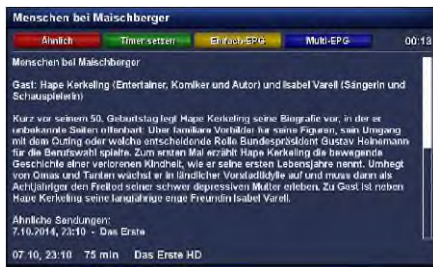 Menschen bei Maischberger
Ähnlich Timer setzen Einfach-EPG Multi-EPG 00:13
Menschen bei Maischberger
Gast: Hape Kerkeling (Entertainer, Komiker und Autor) und Isabel Varell (Sängerin und
Schauspielerin)
Kurz vor seinem 50. Geburtstag legt Hape Kerkeling seine Biografie vor, in der er
unbekannte Seiten offenbart: Über familiäre Vorbilder für seine Figuren, sein Umgang
mit dem Outing oder welche entscheidende Rolle Bundespräsident Gustav Heinemann
für die Berufswahl spielte. Zum ersten Mal erzählt Hape Kerkeling die bewegende
Geschichte einer verlorenen Kindheit, wie er seine ersten Lebensjahre nennt. Umhegt
von Omas und Tanten wächst er in ländlicher Vorstadtidylle auf und muss dann als
Achtjähriger den Freitod seiner schwer depressiven Mutter erleben. Zu Gast ist neben
Hape Kerkeling seine langjährige enge Freundin Isabel Varell.
Ähnliche Sendungen:
7.10.2014, 23:10 - Das Erste
07.10, 23:10 75 min Das Erste HD